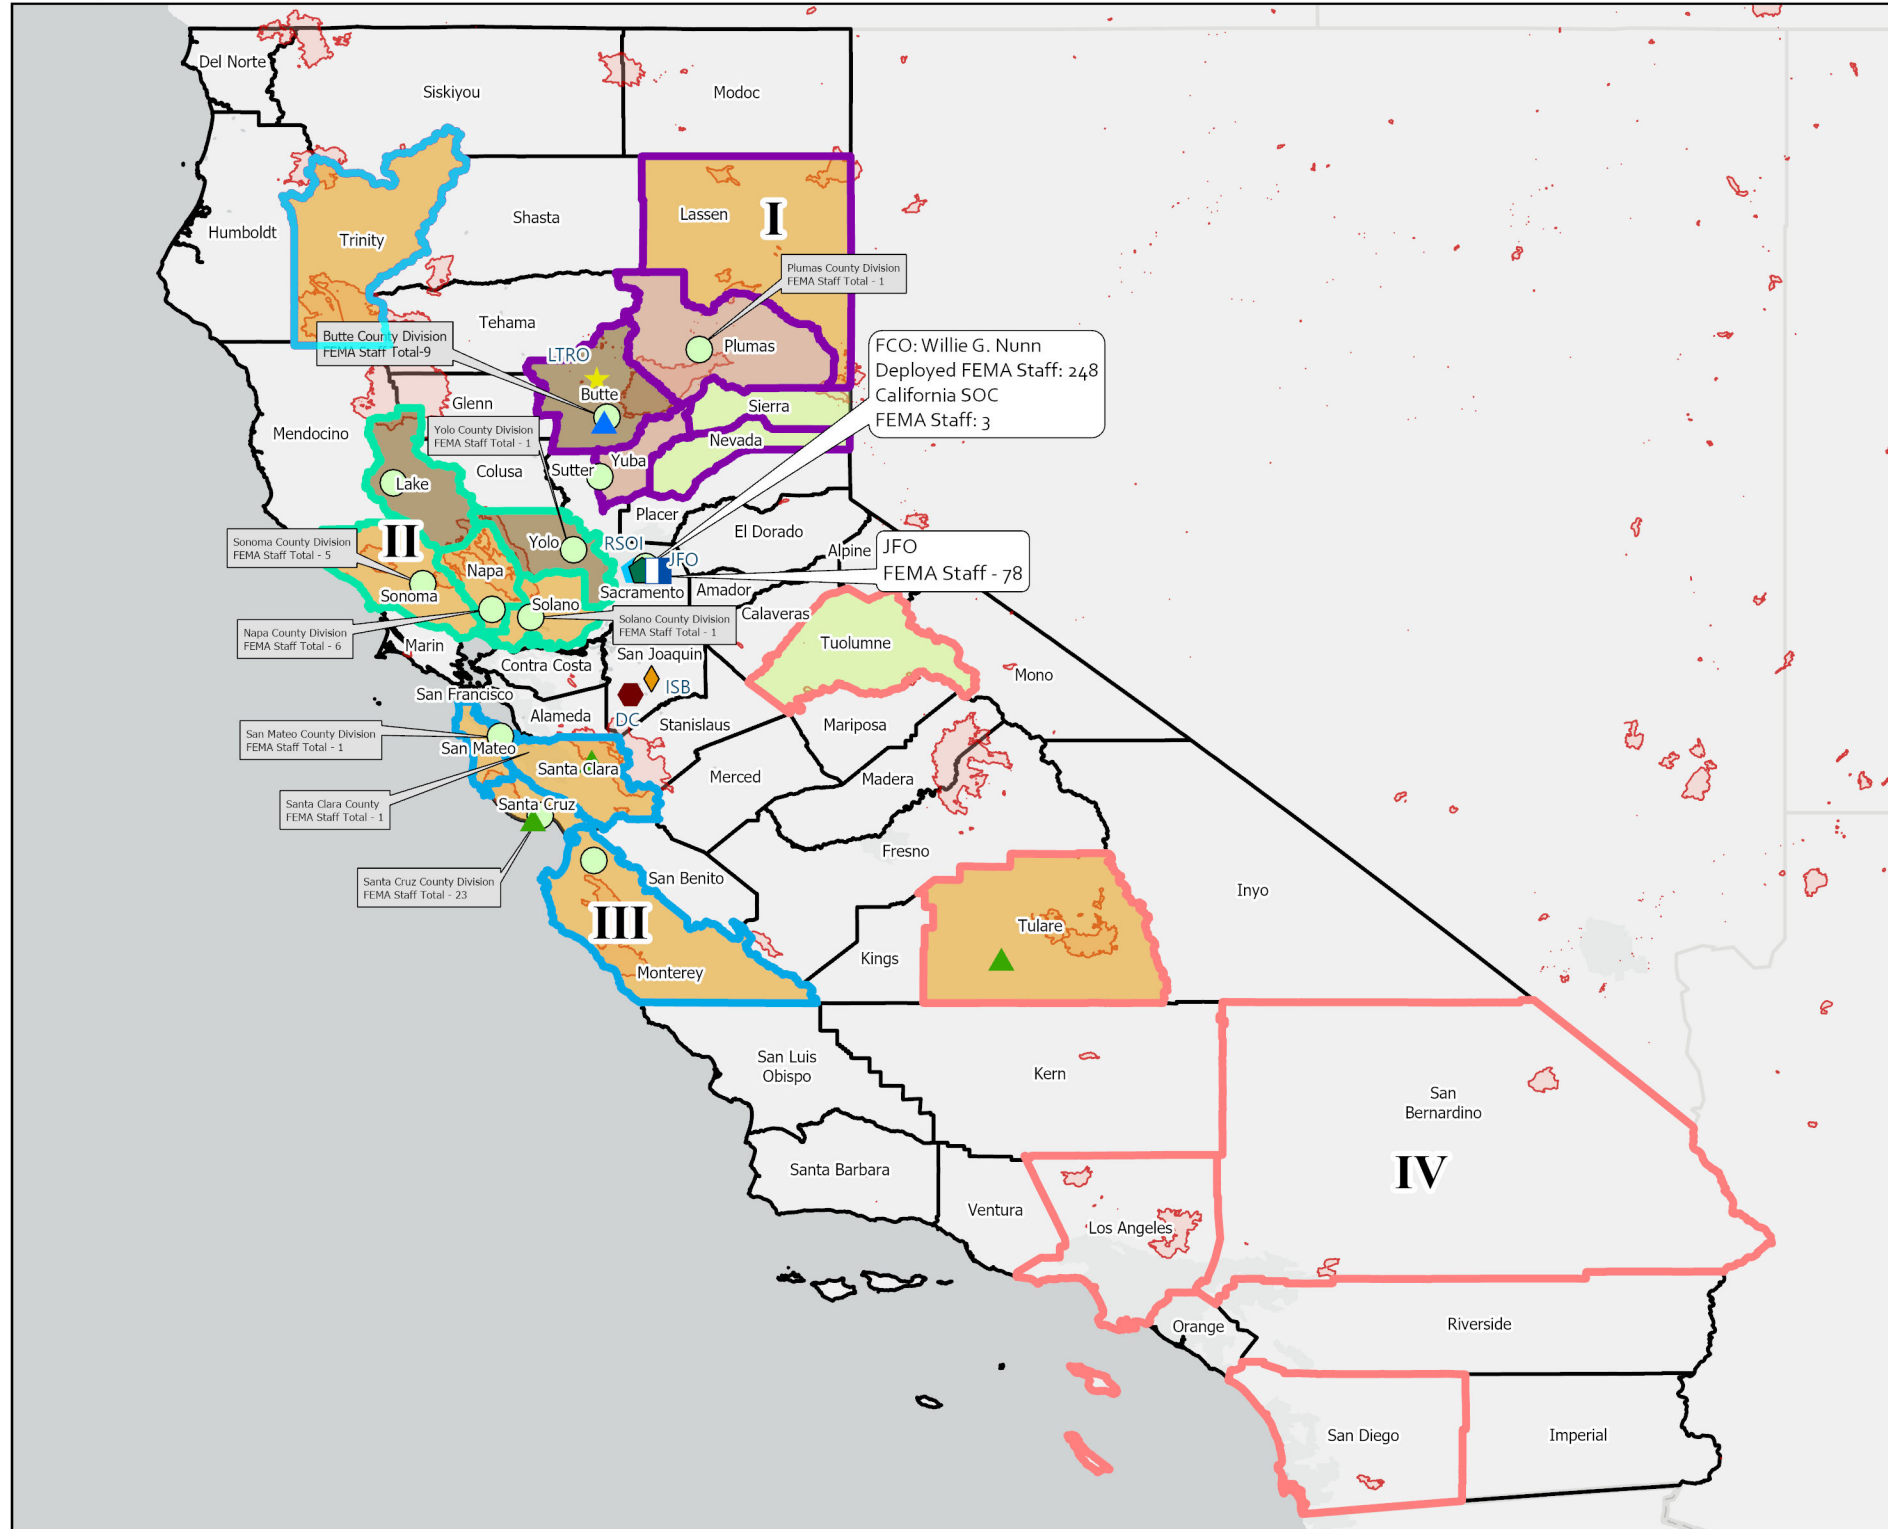 Del Norte
Siskiyou
Modoc
Humboldt
Trinity
Shasta
Lassen
I
Plumas County Division
FEMA Staff Total - 1
Tehama
Butte County Division
FEMA Staff Total-9
LTRO
Plumas
FCO: Willie G. Nunn
Deployed FEMA Staff: 248
California SOC
FEMA Staff: 3
Butte
Glenn
Sierra
Mendocino
Yolo County Division
FEMA Staff Total - 1
Nevada
Colusa
Sutter
Yuba
Lake
Placer
El Dorado
Sonoma County Division
FEMA Staff Total - 5
II
Yolo
RSOI
JFO
Alpine
JFO
FEMA Staff - 78
Napa
Sonoma
Solano
Sacramento
Amador
Calaveras
Napa County Division
FEMA Staff Total - 6
Solano County Division
FEMA Staff Total - 1
Marin
Contra Costa
San Joaquin
Tuolumne
Mono
ISB
San Francisco
Alameda
DC
Stanislaus
Mariposa
San Mateo County Division
FEMA Staff Total - 1
San Mateo
Santa Clara
Merced
Madera
Santa Clara County
FEMA Staff Total - 1
Santa Cruz
Fresno
Santa Cruz County Division
FEMA Staff Total - 23
San Benito
Inyo
III
Tulare
Kings
Monterey
San Luis
Obispo
Kern
San
Bernardino
Santa Barbara
IV
Ventura
Los Angeles
Orange
Riverside
San Diego
Imperial